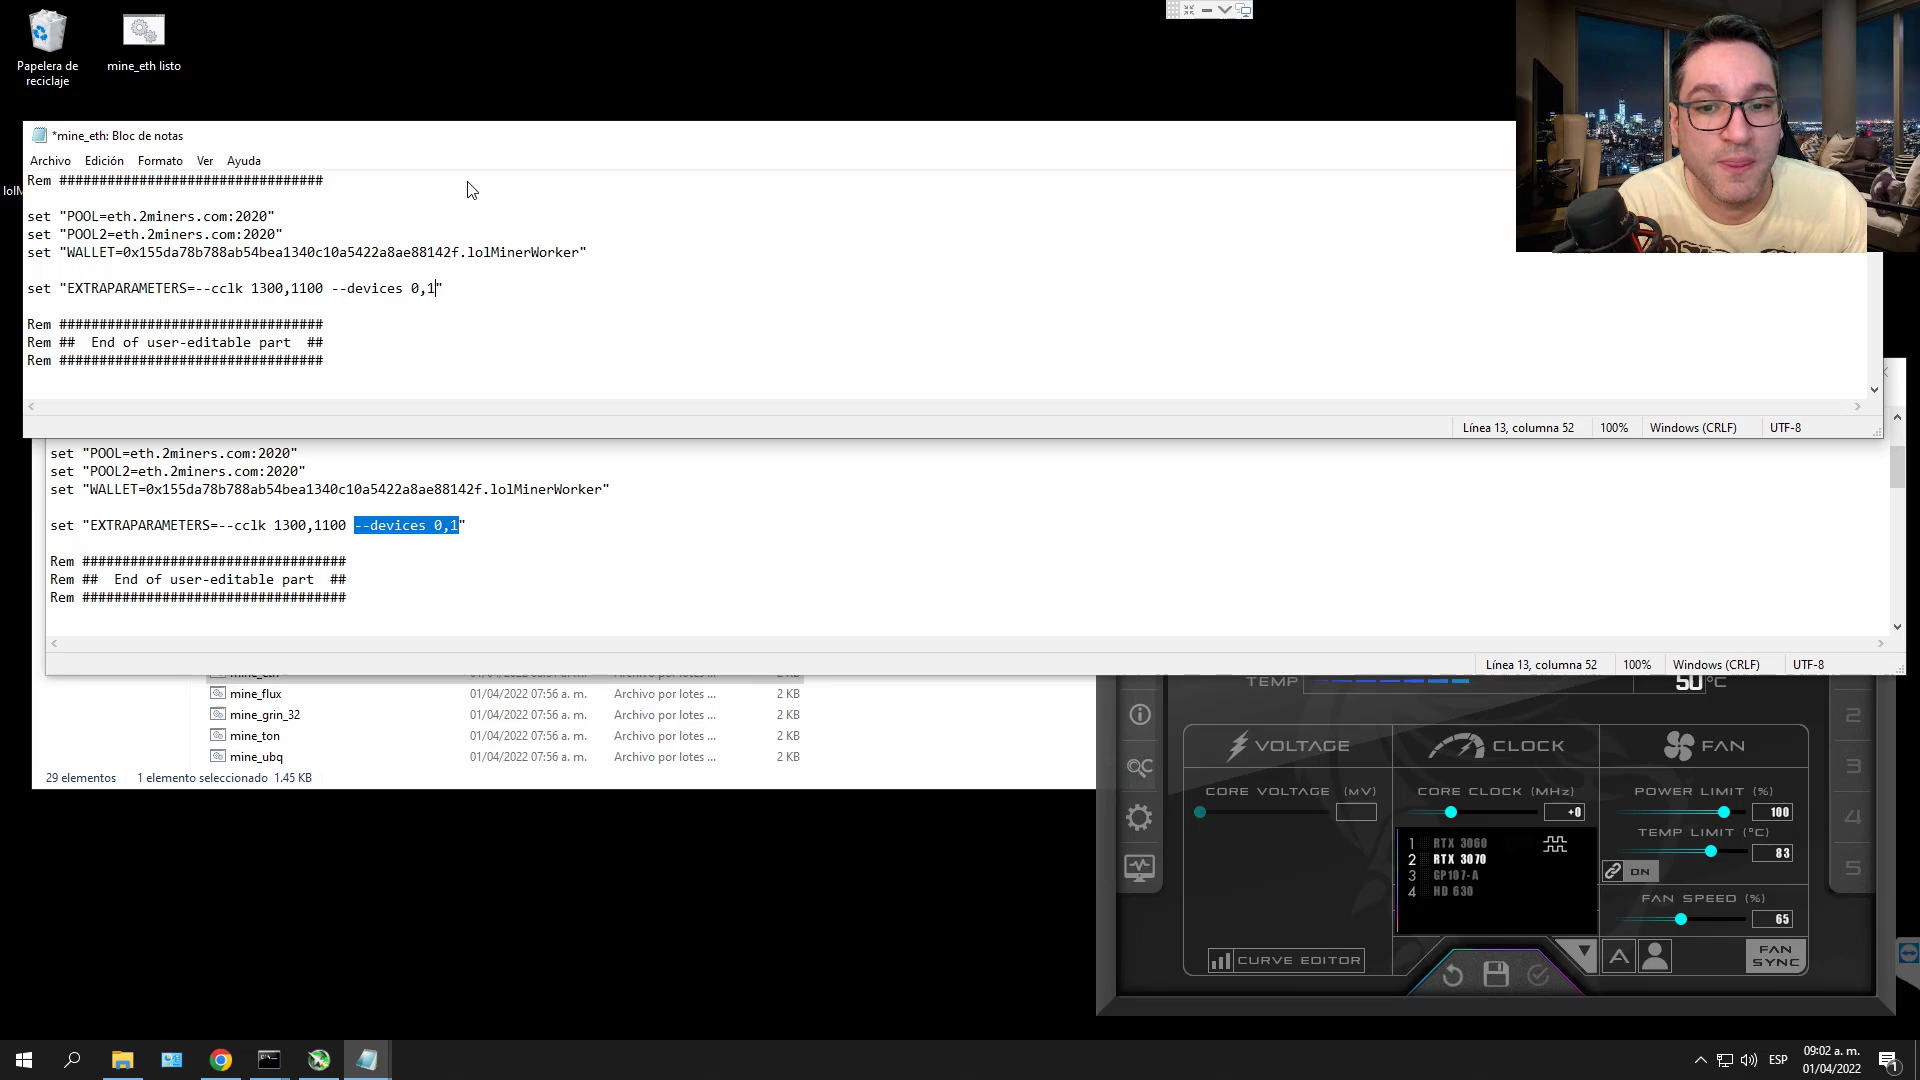 Papelera de
reciclaje
mine_eth listo
*mine_eth: Bloc de notas
Archivo Edición Formato Ver Ayuda
Rem #################################
lolM
set "POOL=eth.2miners.com:2020"
set "POOL2=eth.2miners.com:2020"
set "WALLET=0x155da78b788ab54bea1340c10a5422a8ae88142f.lolMinerWorker"
set "EXTRAPARAMETERS=--cclk 1300,1100 --devices 0,1"
Rem #################################
Rem ##  End of user-editable part  ##
Rem #################################
Línea 13, columna 52 100% Windows (CRLF) UTF-8
set "POOL=eth.2miners.com:2020"
set "POOL2=eth.2miners.com:2020"
set "WALLET=0x155da78b788ab54bea1340c10a5422a8ae88142f.lolMinerWorker"
set "EXTRAPARAMETERS=--cclk 1300,1100 --devices 0,1"
Rem #################################
Rem ##  End of user-editable part  ##
Rem #################################
Línea 13, columna 52 100% Windows (CRLF) UTF-8
mine_flux 01/04/2022 07:56 a. m. Archivo por lotes ... 2 KB
mine_grin_32 01/04/2022 07:56 a. m. Archivo por lotes ... 2 KB
mine_ton 01/04/2022 07:56 a. m. Archivo por lotes ... 2 KB
mine_ubq 01/04/2022 07:56 a. m. Archivo por lotes ... 2 KB
29 elementos 1 elemento seleccionado 1.45 KB
TEMP 50 °C
VOLTAGE CLOCK FAN
CORE VOLTAGE (MV) CORE CLOCK (MHz) POWER LIMIT (%)
+0 100
TEMP LIMIT (°C)
83
1 RTX 3060
2 RTX 3070
3 GP107-A
4 HD 630
ON
FAN SPEED (%)
65
CURVE EDITOR
A
FAN
SYNC
2
3
4
5
ESP
09:02 a. m.
01/04/2022
1